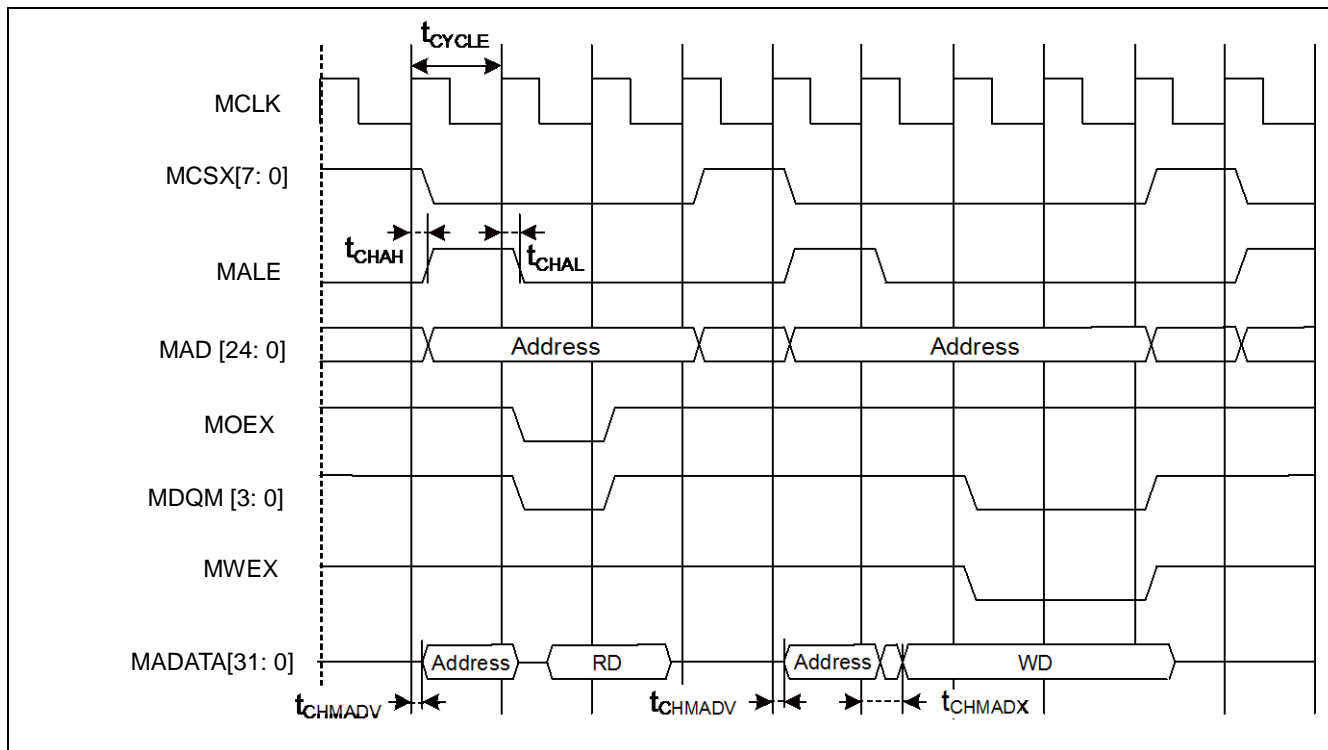 tCYCLE
MCLK
MCSX[7: 0]
tCHAH
tCHAL
MALE
MAD [24: 0]
Address
Address
MOEX
MDQM [3: 0]
MWEX
MADATA[31: 0]
Address
RD
Address
WD
tCHMADV
tCHMADV
tCHMADX